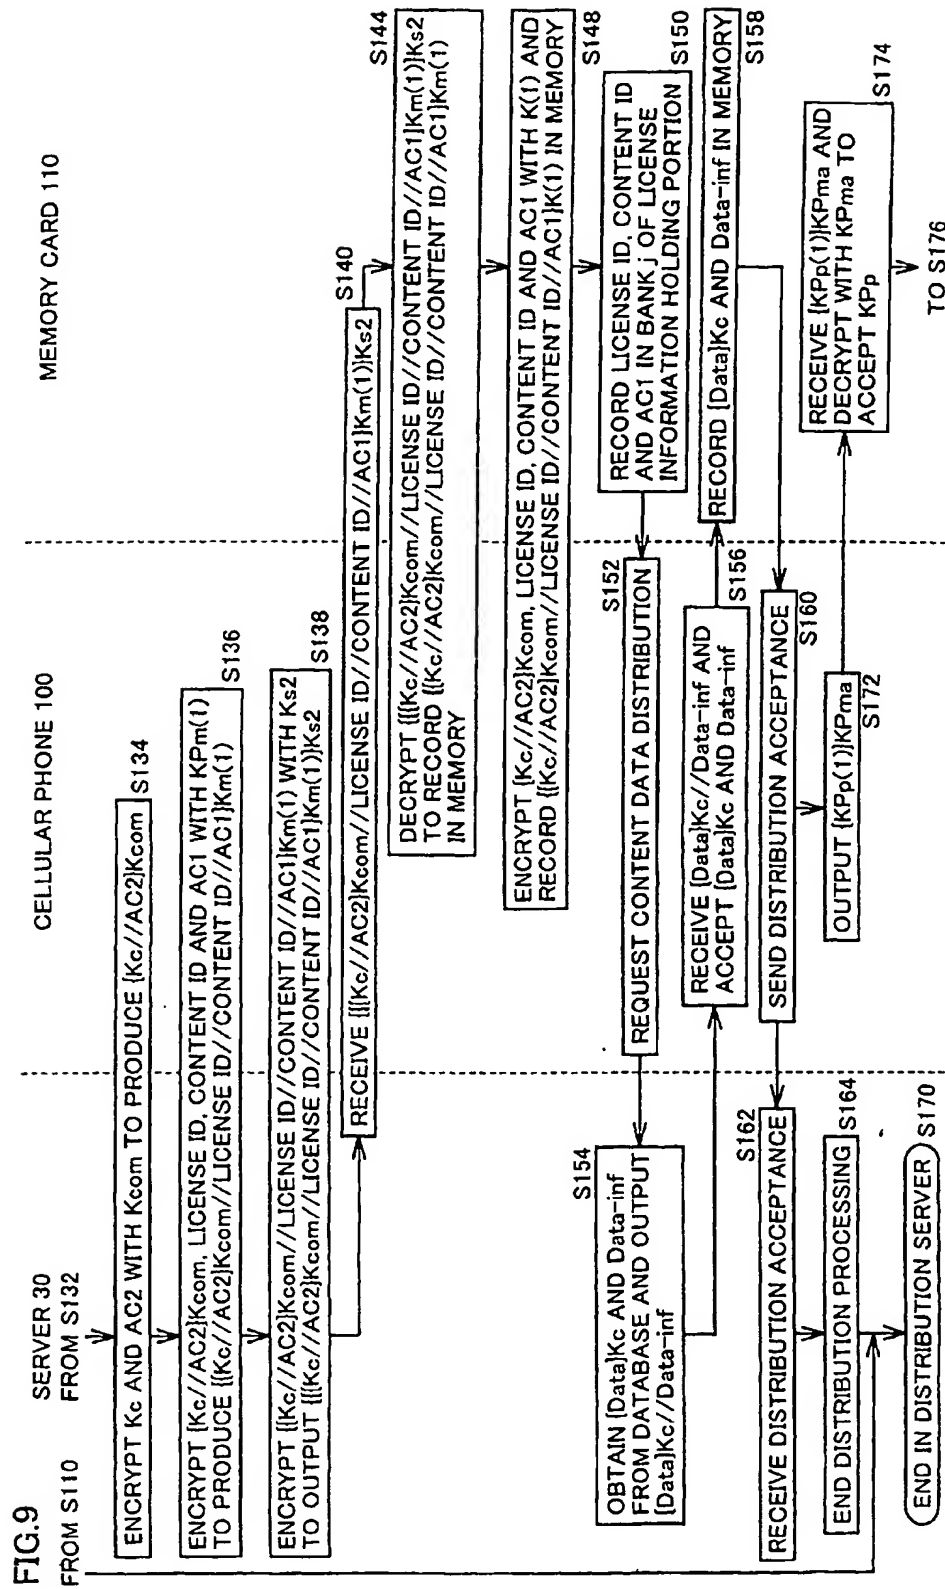 FIG.9
FROM S110
SERVER 30
FROM S132
CELLULAR PHONE 100
MEMORY CARD 110
ENCRYPT Kc AND AC2 WITH Kcom TO PRODUCE {Kc//AC2}Kcom
S134
ENCRYPT {Kc//AC2}Kcom, LICENSE ID, CONTENT ID AND AC1 WITH KPm(1)
TO PRODUCE {{Kc//AC2}Kcom//LICENSE ID//CONTENT ID//AC1}Km(1)
S136
ENCRYPT {{Kc//AC2}Kcom//LICENSE ID//CONTENT ID//AC1}Km(1) WITH Ks2
TO OUTPUT {{{Kc//AC2}Kcom//LICENSE ID//CONTENT ID//AC1}Km(1)}Ks2
S138
RECEIVE {{{Kc//AC2}Kcom//LICENSE ID//CONTENT ID//AC1}Km(1)}Ks2
S140
S144
DECRYPT {{{Kc//AC2}Kcom//LICENSE ID//CONTENT ID//AC1}Km(1)}Ks2
TO RECORD {{Kc//AC2}Kcom//LICENSE ID//CONTENT ID//AC1}Km(1)
IN MEMORY
ENCRYPT {Kc//AC2}Kcom, LICENSE ID, CONTENT ID AND AC1 WITH K(1) AND
RECORD {{Kc//AC2}Kcom//LICENSE ID//CONTENT ID//AC1}K(1) IN MEMORY
S148
S150
RECORD LICENSE ID, CONTENT ID
AND AC1 IN BANK j OF LICENSE
INFORMATION HOLDING PORTION
S152
REQUEST CONTENT DATA DISTRIBUTION
S154
OBTAIN {Data}Kc AND Data-inf
FROM DATABASE AND OUTPUT
{Data}Kc//Data-inf
RECEIVE {Data}Kc//Data-inf AND
ACCEPT {Data}Kc AND Data-inf
S156
RECORD {Data}Kc AND Data-inf IN MEMORY
S158
SEND DISTRIBUTION ACCEPTANCE
S160
S162
RECEIVE DISTRIBUTION ACCEPTANCE
END DISTRIBUTION PROCESSING
S164
END IN DISTRIBUTION SERVER
S170
OUTPUT {KPp(1)}KPma
S172
RECEIVE {KPp(1)}KPma AND
DECRYPT WITH KPma TO
ACCEPT KPp
S174
TO S176